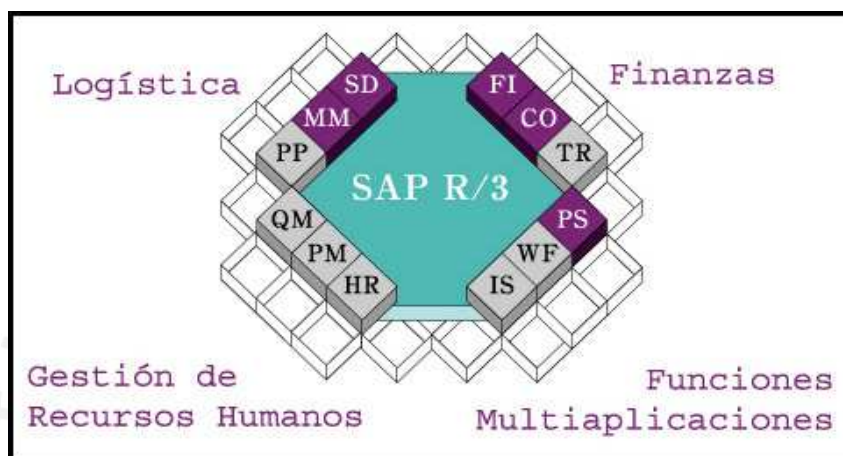 Logística
Finanzas
SD
MM
PP
FI
CO
TR
SAP R/3
QM
PM
HR
PS
WF
IS
Gestión de
Recursos Humanos
Funciones
Multiaplicaciones